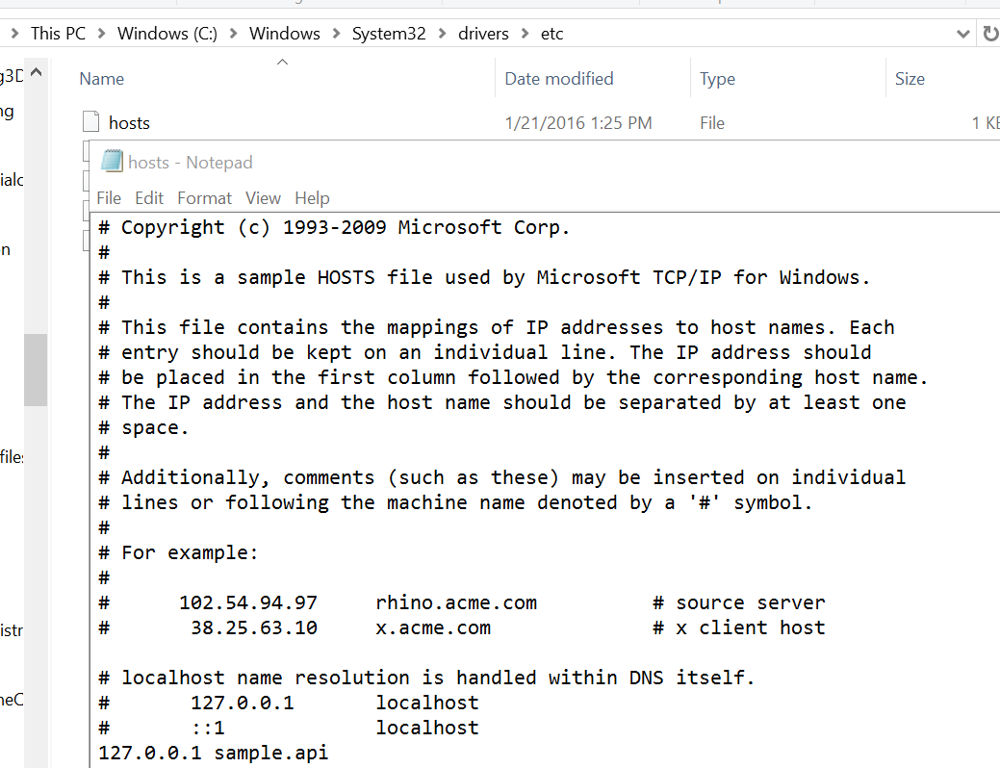 This PC > Windows (C:) > Windows > System32 > drivers > etc
Name Date modified Type Size
hosts 1/21/2016 1:25 PM File 1
hosts - Notepad
File Edit Format View Help
# Copyright (c) 1993-2009 Microsoft Corp.
#
# This is a sample HOSTS file used by Microsoft TCP/IP for Windows.
#
# This file contains the mappings of IP addresses to host names. Each
# entry should be kept on an individual line. The IP address should
# be placed in the first column followed by the corresponding host name.
# The IP address and the host name should be separated by at least one
# space.
#
# Additionally, comments (such as these) may be inserted on individual
# lines or following the machine name denoted by a '#' symbol.
#
# For example:
#
#      102.54.94.97     rhino.acme.com          # source server
#       38.25.63.10     x.acme.com              # x client host

# localhost name resolution is handled within DNS itself.
#       127.0.0.1       localhost
#       ::1             localhost
127.0.0.1 sample.api